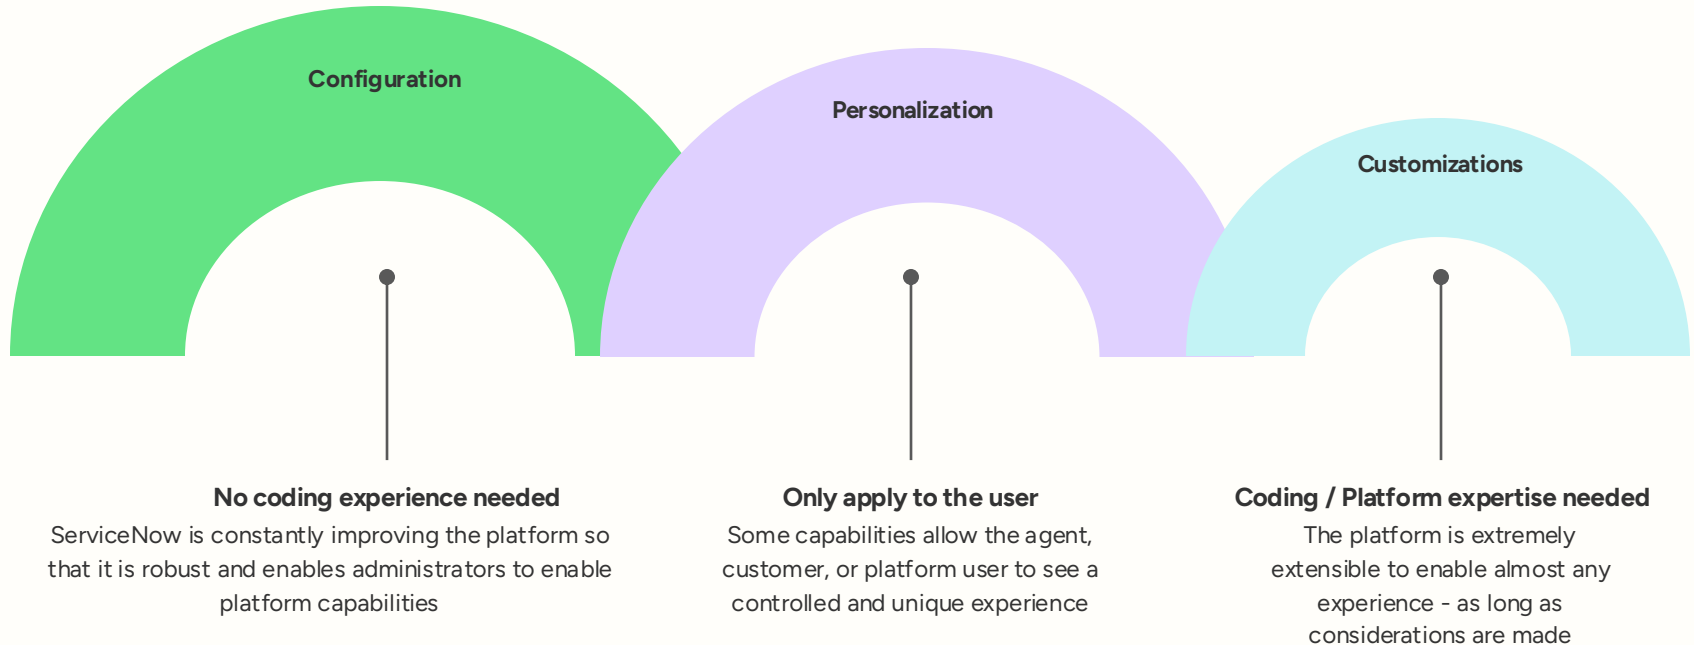 Configuration
Personalization
Customizations
No coding experience needed
ServiceNow is constantly improving the platform so
that it is robust and enables administrators to enable
platform capabilities
Only apply to the user
Some capabilities allow the agent,
customer, or platform user to see a
controlled and unique experience
Coding / Platform expertise needed
The platform is extremely
extensible to enable almost any
experience - as long as
considerations are made